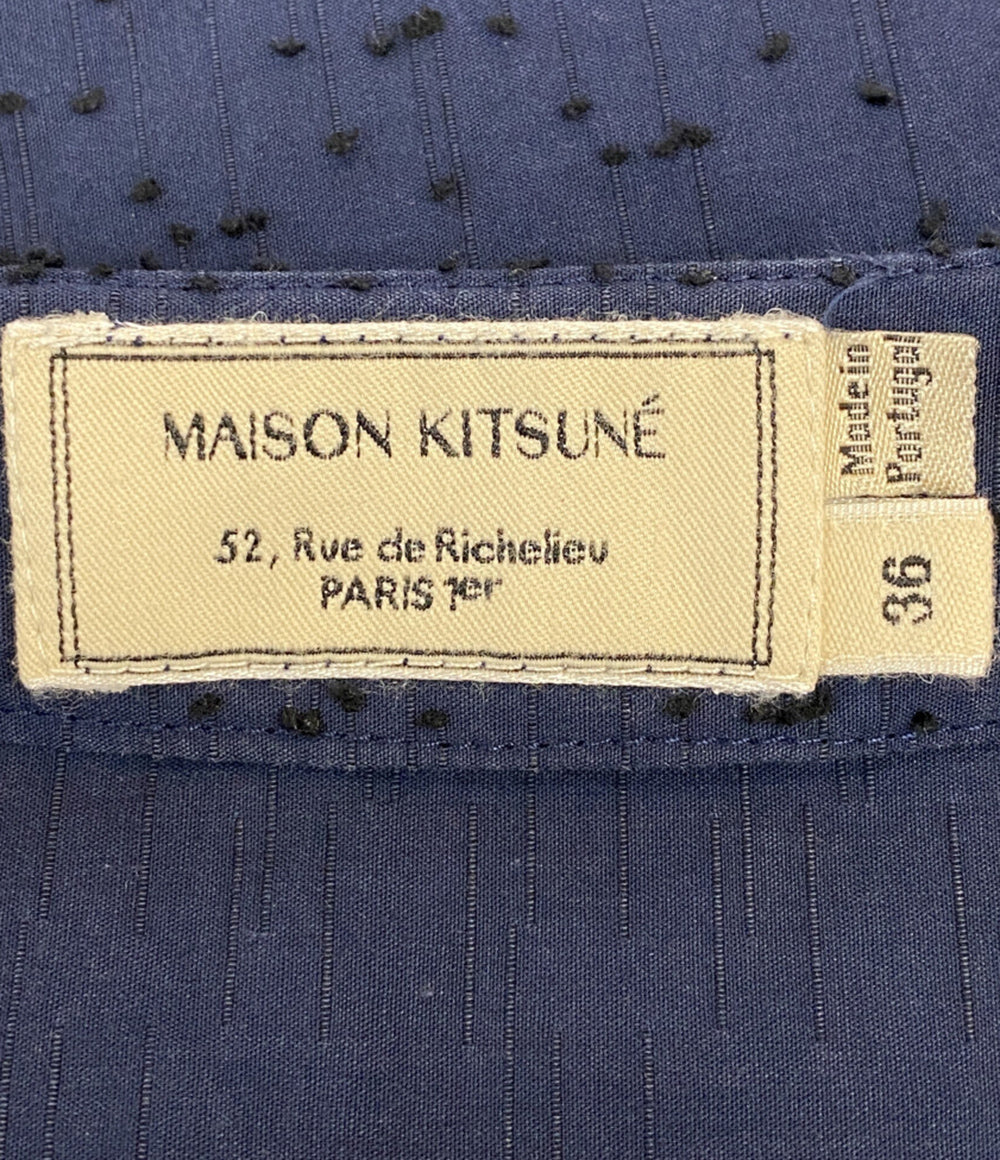 MAISON KITSUNÉ
52, Rue de Richelieu
PARIS 1er
Made in
Portugal
36